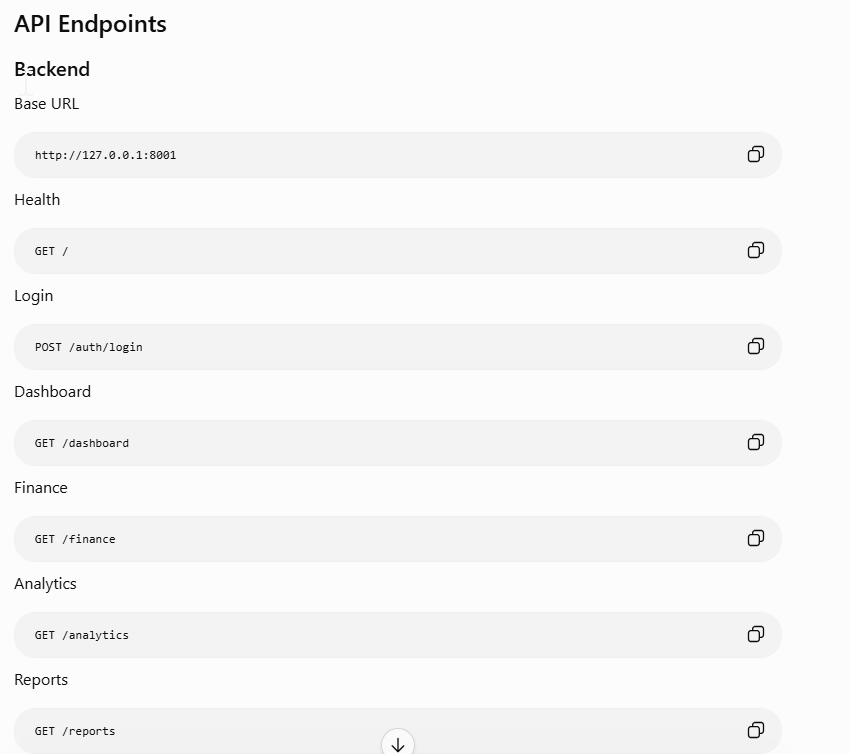 API Endpoints
Backend
Base URL
http://127.0.0.1:8001
Health
GET /
Login
POST /auth/login
Dashboard
GET /dashboard
Finance
GET /finance
Analytics
GET /analytics
Reports
GET /reports